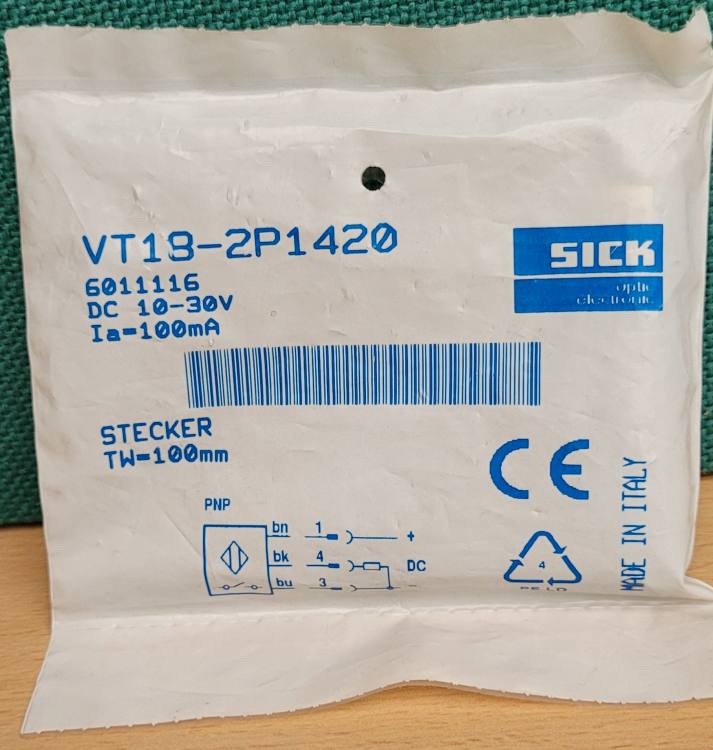 VT18-2P1420
6011116
DC 10-30V
Ia=100mA
SICK
optic
electronic
STECKER
TW=100mm
CE
MADE IN ITALY
PNP
bn 1 +
bk 4 DC
bu 3 -
4
PE LD